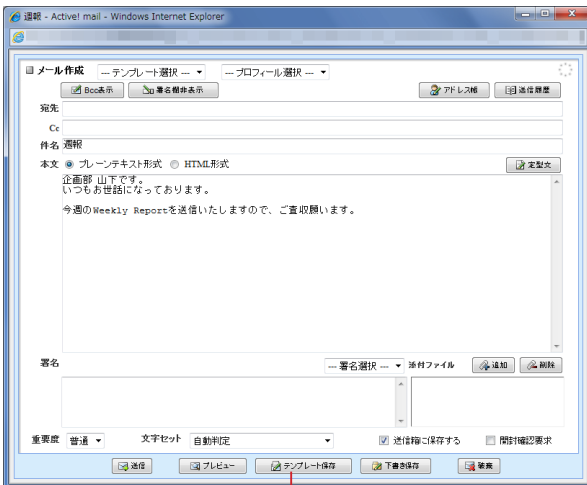 週報 - Active! mail - Windows Internet Explorer
メール作成 --- テンプレート選択 --- --- プロフィール選択 ---
Bcc表示 署名欄非表示 アドレス帳 送信履歴
宛先
Cc
件名 週報
本文 プレーンテキスト形式 HTML形式 定型文
企画部 山下です。
いつもお世話になっております。
今週のWeekly Reportを送信いたしますので、ご査収願います。
署名 --- 署名選択 --- 添付ファイル 追加 削除
重要度 普通 文字セット 自動判定 送信箱に保存する 開封確認要求
送信 プレビュー テンプレート保存 下書き保存 破棄